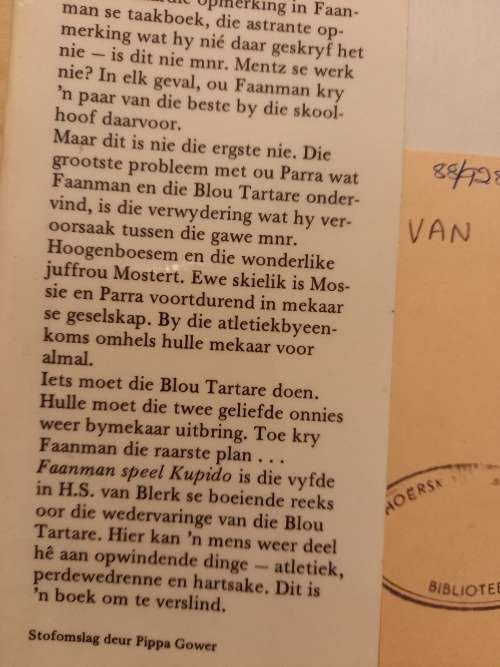 opmerking in Faan-
man se taakboek, die astrante op-
merking wat hy nié daar geskryf het
nie — is dit nie mnr. Mentz se werk
nie? In elk geval, ou Faanman kry
'n paar van die beste by die skool-
hoof daarvoor.
Maar dit is nie die ergste nie. Die
grootste probleem met ou Parra wat
Faanman en die Blou Tartare onder-
vind, is die verwydering wat hy ver-
oorsaak tussen die gawe mnr.
Hoogenboesem en die wonderlike
juffrou Mostert. Ewe skielik is Mos-
sie en Parra voortdurend in mekaar
se geselskap. By die atletiekbyeen-
koms omhels hulle mekaar voor
almal.
Iets moet die Blou Tartare doen.
Hulle moet die twee geliefde onnies
weer bymekaar uitbring. Toe kry
Faanman die raarste plan . . .
Faanman speel Kupido is die vyfde
in H.S. van Blerk se boeiende reeks
oor die wedervaringe van die Blou
Tartare. Hier kan 'n mens weer deel
hê aan opwindende dinge — atletiek,
perdewedrenne en hartsake. Dit is
'n boek om te verslind.
Stofomslag deur Pippa Gower
88/928
VAN
HOËRSK
BIBLIOTEE